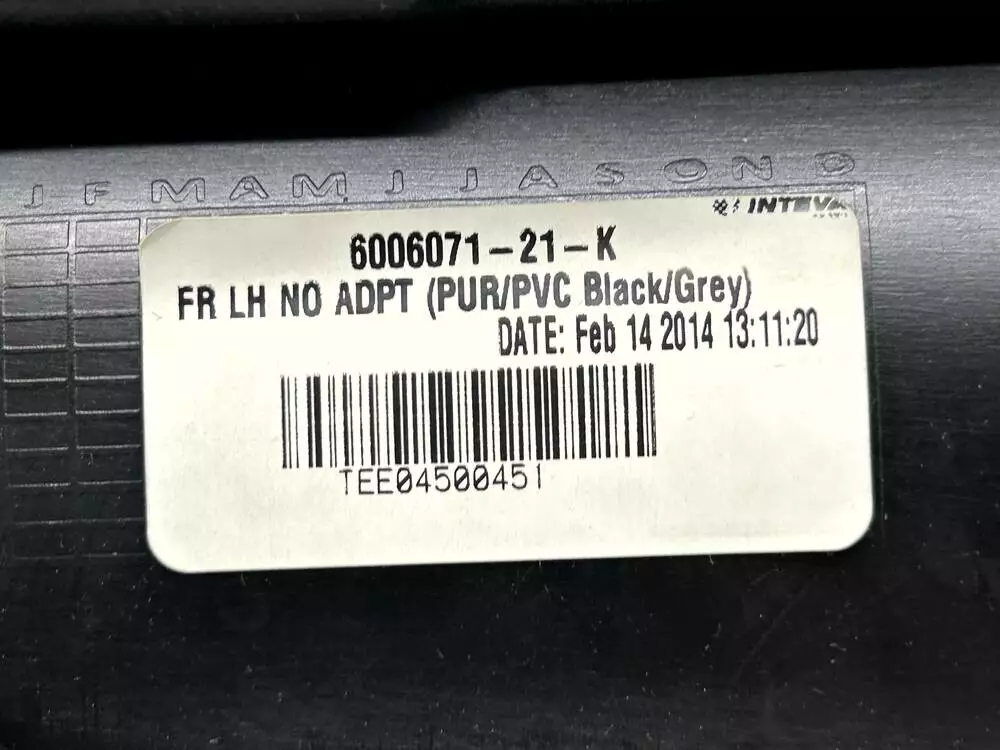 J F M A M J J A S O N D
INTEVA
6006071-21-K
FR LH NO ADPT (PUR/PVC Black/Grey)
DATE: Feb 14 2014 13:11:20
TEE04500451